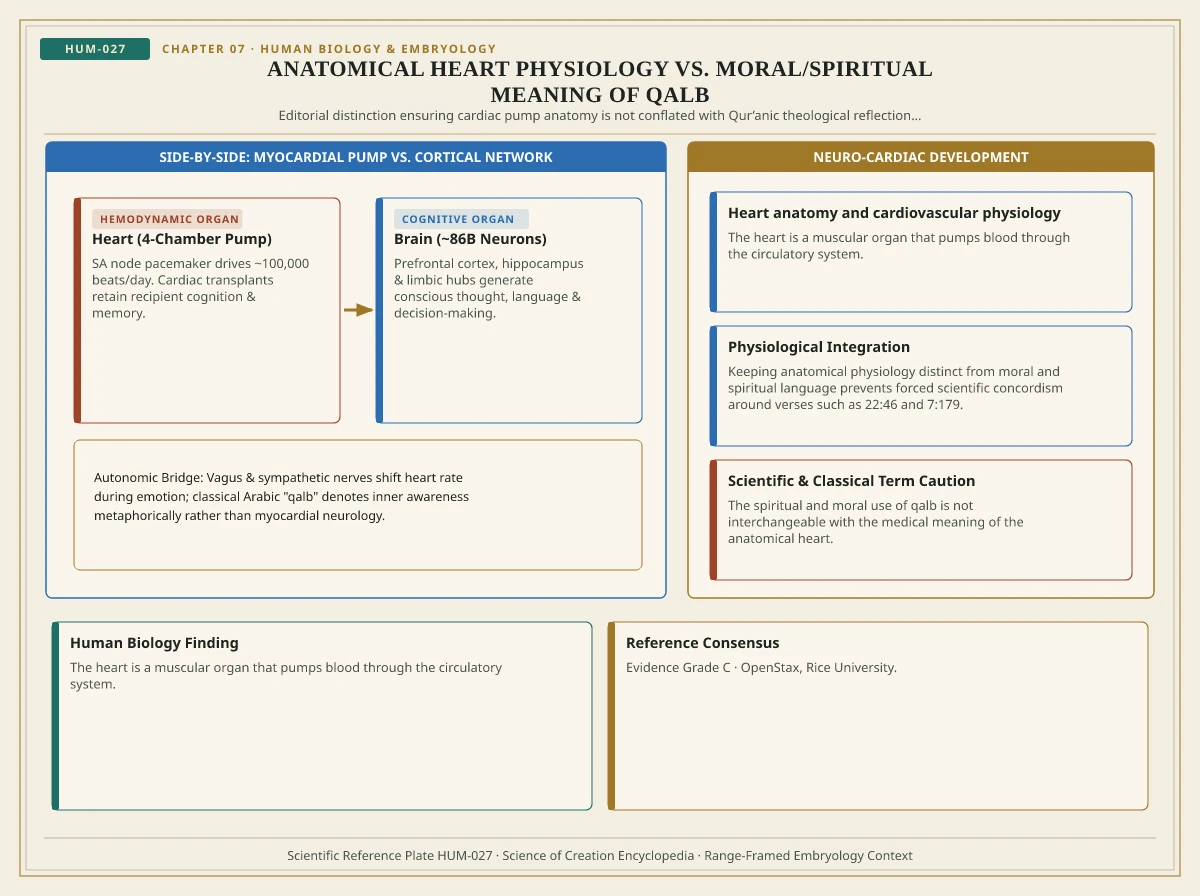 HUM-027
CHAPTER 07 · HUMAN BIOLOGY & EMBRYOLOGY
ANATOMICAL HEART PHYSIOLOGY VS. MORAL/SPIRITUAL
MEANING OF QALB
Editorial distinction ensuring cardiac pump anatomy is not conflated with Qur’anic theological reflection...
SIDE-BY-SIDE: MYOCARDIAL PUMP VS. CORTICAL NETWORK
HEMODYNAMIC ORGAN
Heart (4-Chamber Pump)
SA node pacemaker drives ~100,000
beats/day. Cardiac transplants
retain recipient cognition &
memory.
COGNITIVE ORGAN
Brain (~86B Neurons)
Prefrontal cortex, hippocampus
& limbic hubs generate
conscious thought, language &
decision-making.
Autonomic Bridge: Vagus & sympathetic nerves shift heart rate
during emotion; classical Arabic "qalb" denotes inner awareness
metaphorically rather than myocardial neurology.
NEURO-CARDIAC DEVELOPMENT
Heart anatomy and cardiovascular physiology
The heart is a muscular organ that pumps blood through
the circulatory system.
Physiological Integration
Keeping anatomical physiology distinct from moral and
spiritual language prevents forced scientific concordism
around verses such as 22:46 and 7:179.
Scientific & Classical Term Caution
The spiritual and moral use of qalb is not
interchangeable with the medical meaning of the
anatomical heart.
Human Biology Finding
The heart is a muscular organ that pumps blood through the circulatory
system.
Reference Consensus
Evidence Grade C · OpenStax, Rice University.
Scientific Reference Plate HUM-027 · Science of Creation Encyclopedia · Range-Framed Embryology Context